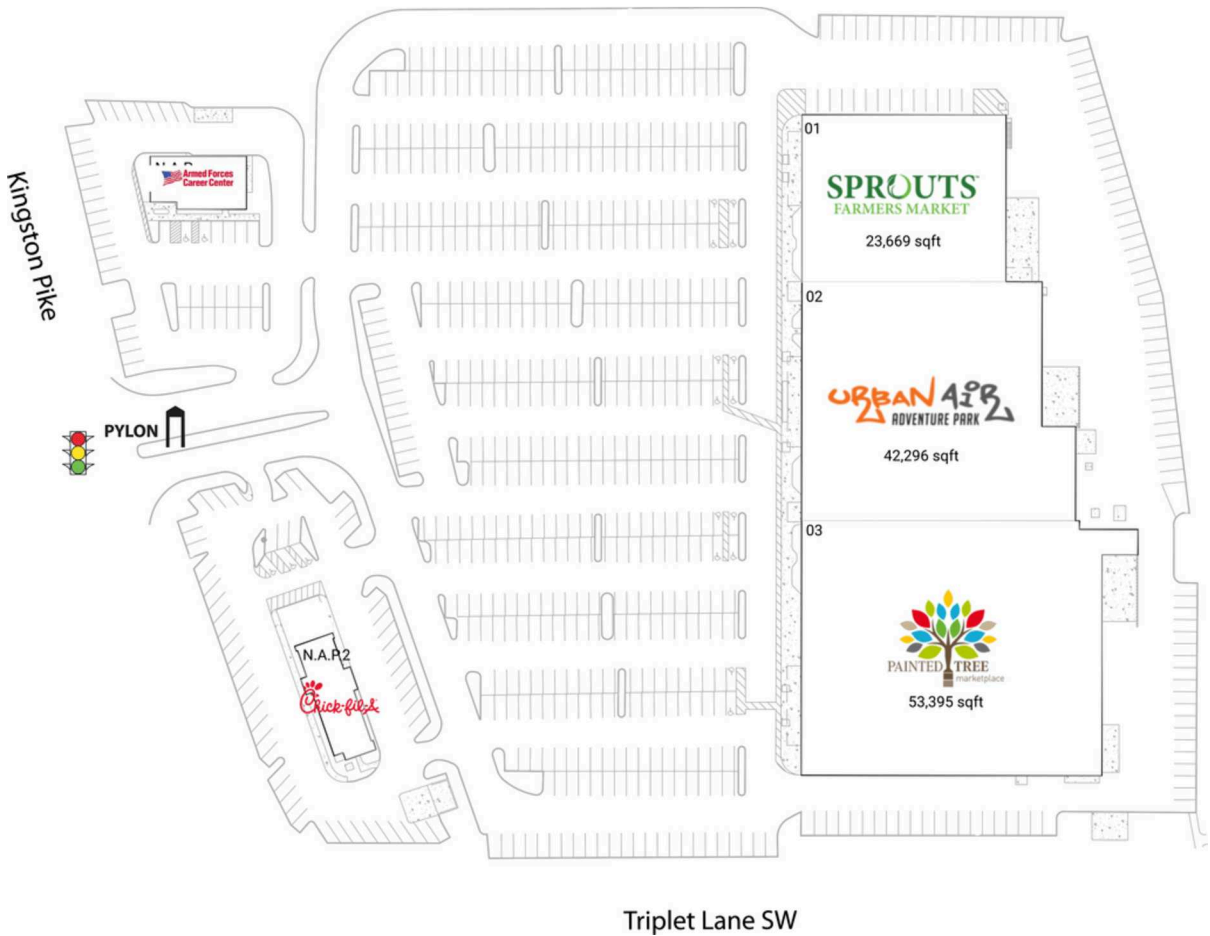 Kingston Pike
N.A.P
Armed Forces
Career Center
PYLON
01
SPROUTS
FARMERS MARKET
23,669 sqft
02
URBAN AIR
ADVENTURE PARK
42,296 sqft
03
PAINTED TREE
marketplace
53,395 sqft
N.A.P.2
Chick-fil-A
Triplet Lane SW